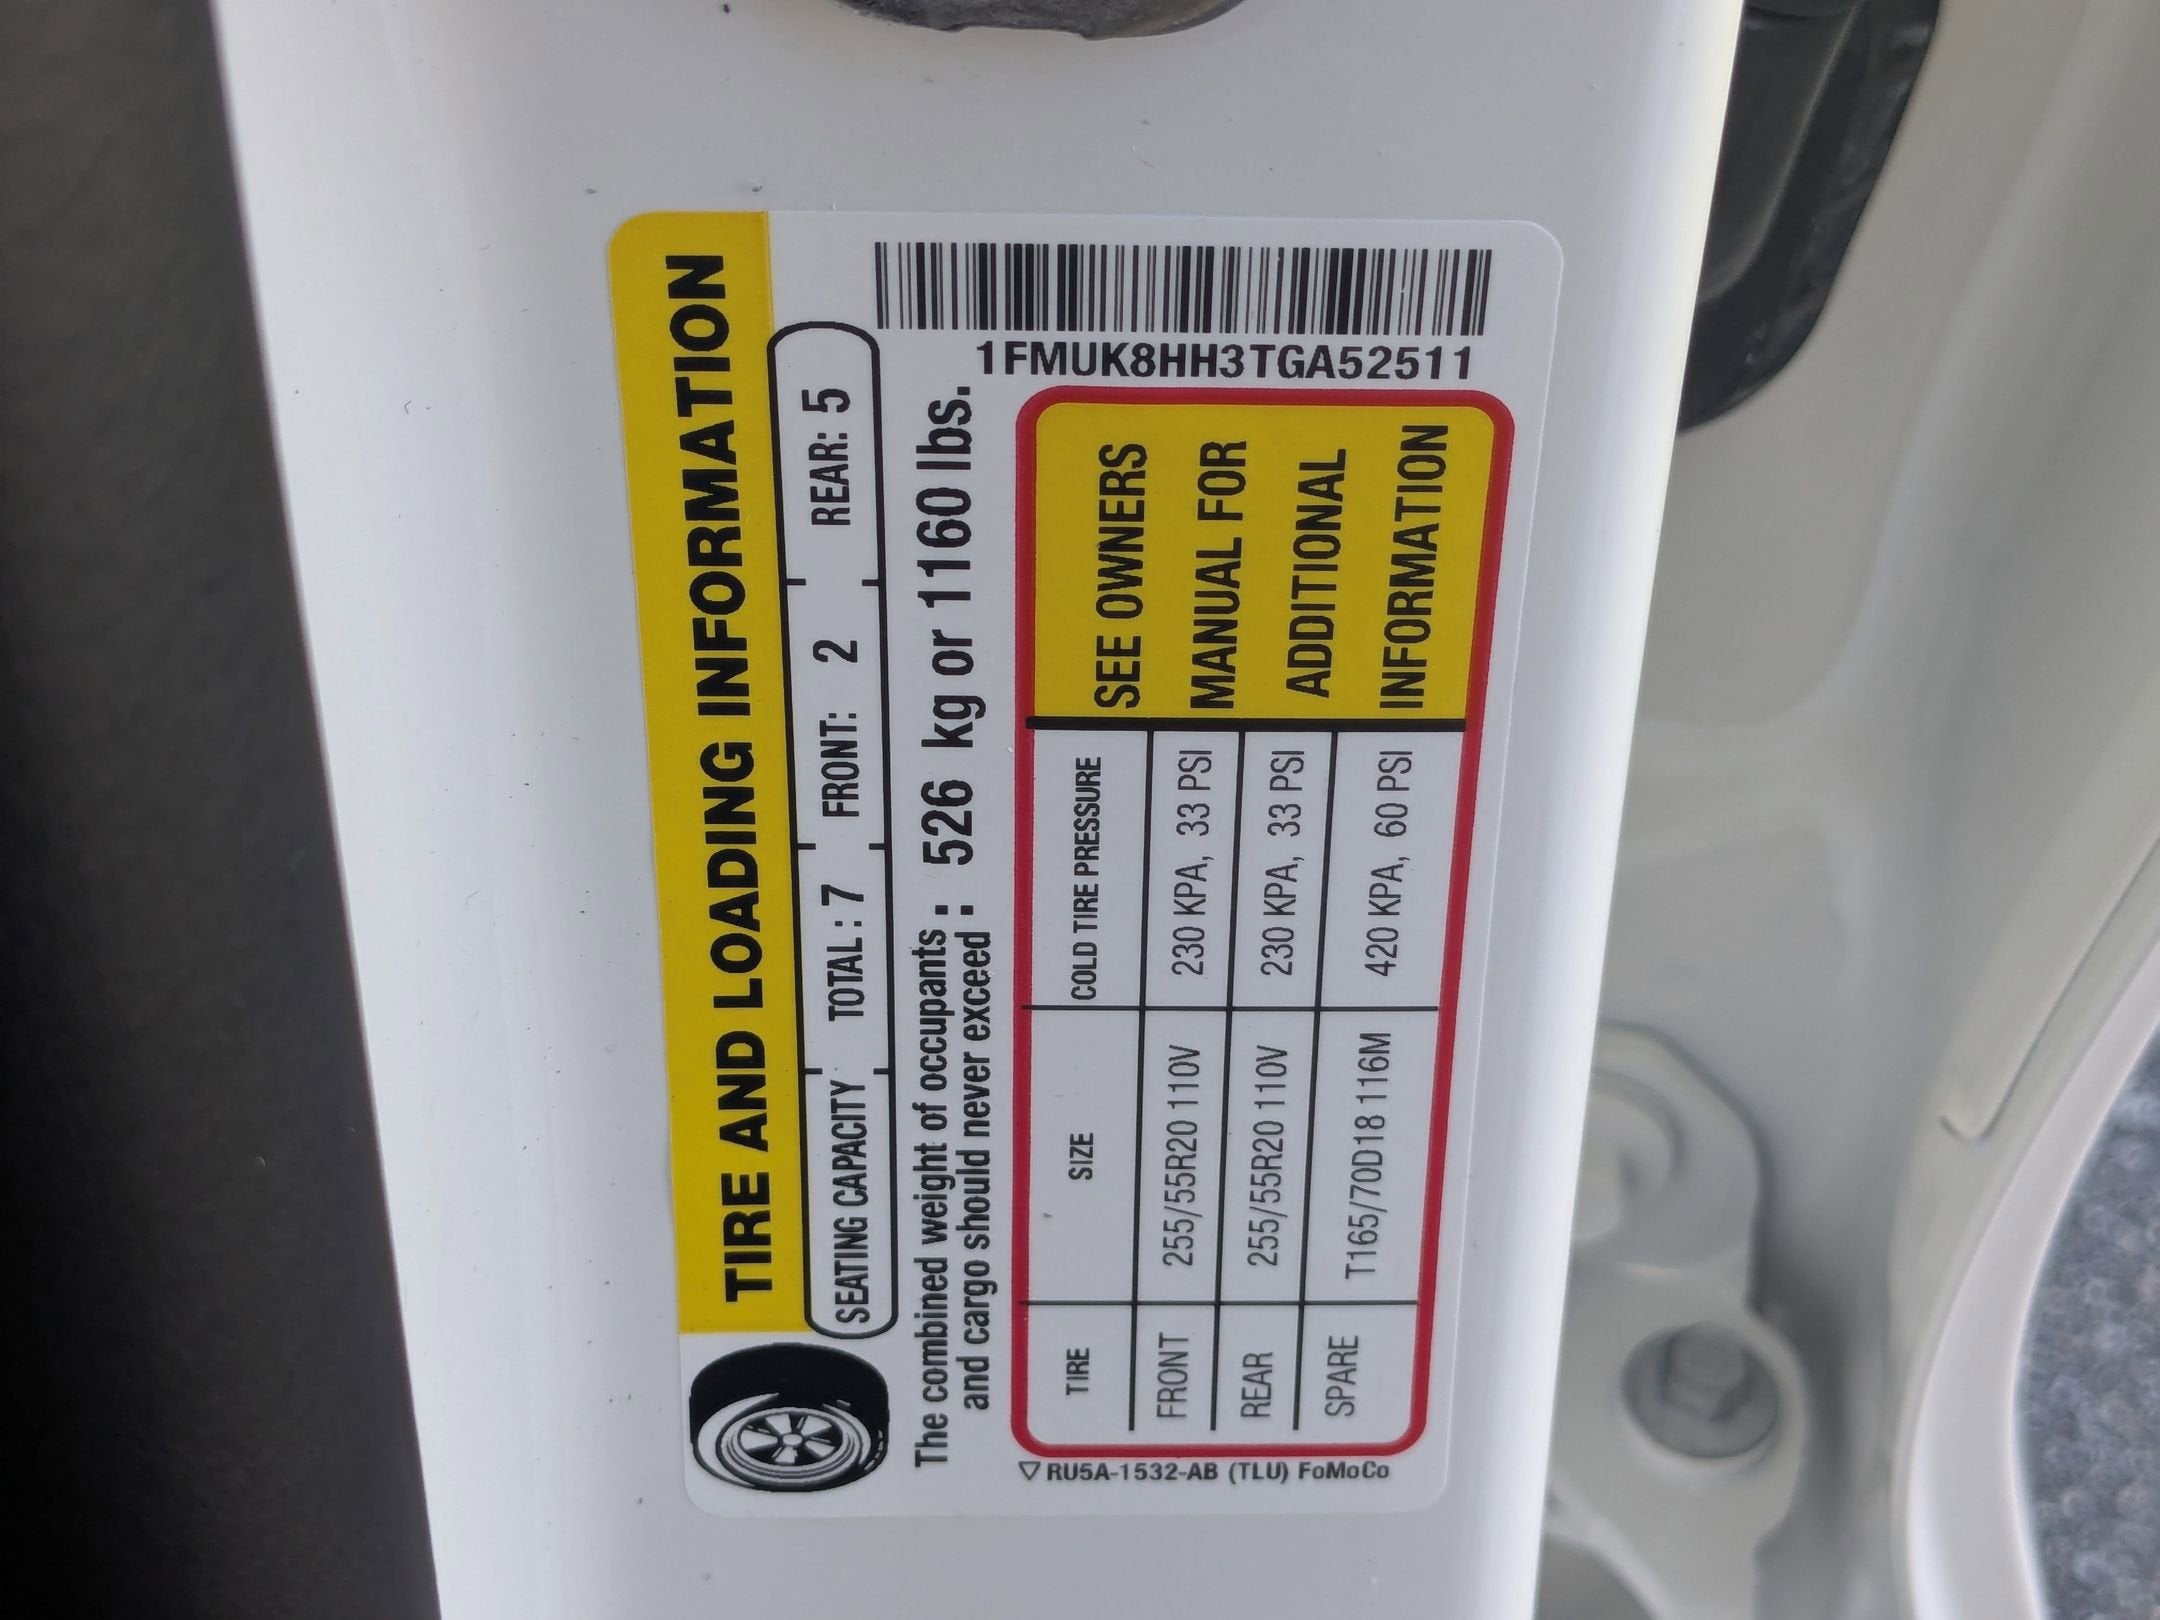 TIRE AND LOADING INFORMATION
SEATING CAPACITY TOTAL : 7 FRONT: 2 REAR: 5
The combined weight of occupants : 526 kg or 1160 lbs.
and cargo should never exceed :
1FMUK8HH3TGA52511
TIRE SIZE COLD TIRE PRESSURE
FRONT 255/55R20 110V 230 KPA, 33 PSI
REAR 255/55R20 110V 230 KPA, 33 PSI
SPARE T165/70D18 116M 420 KPA, 60 PSI
SEE OWNERS
MANUAL FOR
ADDITIONAL
INFORMATION
RU5A-1532-AB (TLU) FoMoCo